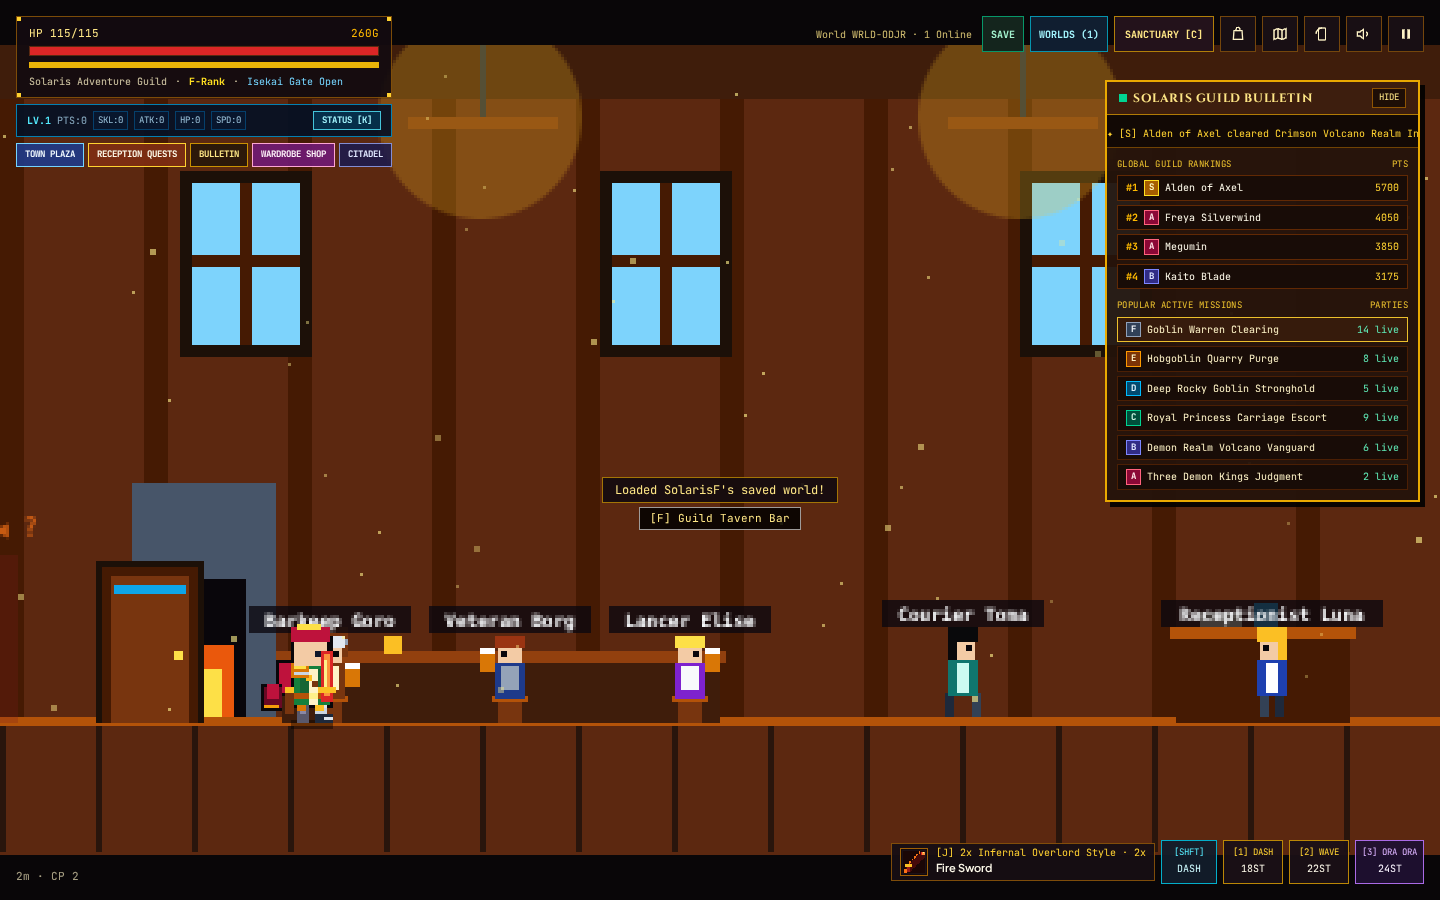 HP 115/115
260G
Solaris Adventure Guild · F-Rank · Isekai Gate Open
LV.1 PTS:0 SKL:0 ATK:0 HP:0 SPD:0 STATUS [K]
TOWN PLAZA
RECEPTION QUESTS
BULLETIN
WARDROBE SHOP
CITADEL
World WRLD-ODJR · 1 Online
SAVE
WORLDS (1)
SANCTUARY [C]
SOLARIS GUILD BULLETIN
HIDE
[S] Alden of Axel cleared Crimson Volcano Realm In
GLOBAL GUILD RANKINGS PTS
#1 S Alden of Axel 5700
#2 A Freya Silverwind 4050
#3 A Megumin 3850
#4 B Kaito Blade 3175
POPULAR ACTIVE MISSIONS PARTIES
F Goblin Warren Clearing 14 live
E Hobgoblin Quarry Purge 8 live
D Deep Rocky Goblin Stronghold 5 live
C Royal Princess Carriage Escort 9 live
B Demon Realm Volcano Vanguard 6 live
A Three Demon Kings Judgment 2 live
Loaded SolarisF's saved world!
[F] Guild Tavern Bar
?
Barkeep Goro
Veteran Borg
Lancer Elise
Courier Toma
Receptionist Luna
2m · CP 2
[J] 2x Infernal Overlord Style · 2x
Fire Sword
[SHFT]
DASH
[1] DASH
18ST
[2] WAVE
22ST
[3] ORA ORA
24ST